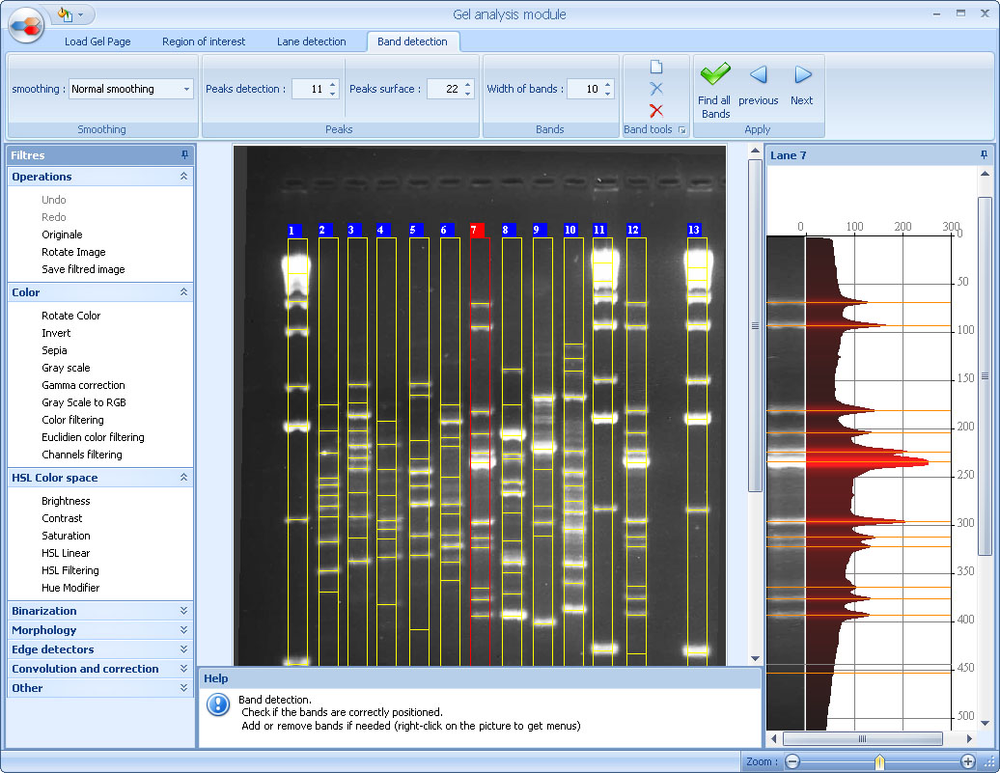 Gel analysis module
Load Gel Page Region of interest Lane detection Band detection
smoothing : Normal smoothing Peaks detection : 11 Peaks surface : 22 Width of bands : 10 Find all Bands previous Next
Smoothing Peaks Bands Band tools Apply
Filtres
Operations
Undo
Redo
Originale
Rotate Image
Save filtred image
Color
Rotate Color
Invert
Sepia
Gray scale
Gamma correction
Gray Scale to RGB
Color filtering
Euclidien color filtering
Channels filtering
HSL Color space
Brightness
Contrast
Saturation
HSL Linear
HSL Filtering
Hue Modifier
Binarization
Morphology
Edge detectors
Convolution and correction
Other
1 2 3 4 5 6 7 8 9 10 11 12 13
Help
Band detection.
Check if the bands are correctly positioned.
Add or remove bands if needed (right-click on the picture to get menus)
Lane 7
0 100 200 300
0
50
100
150
200
250
300
350
400
450
500
Zoom :